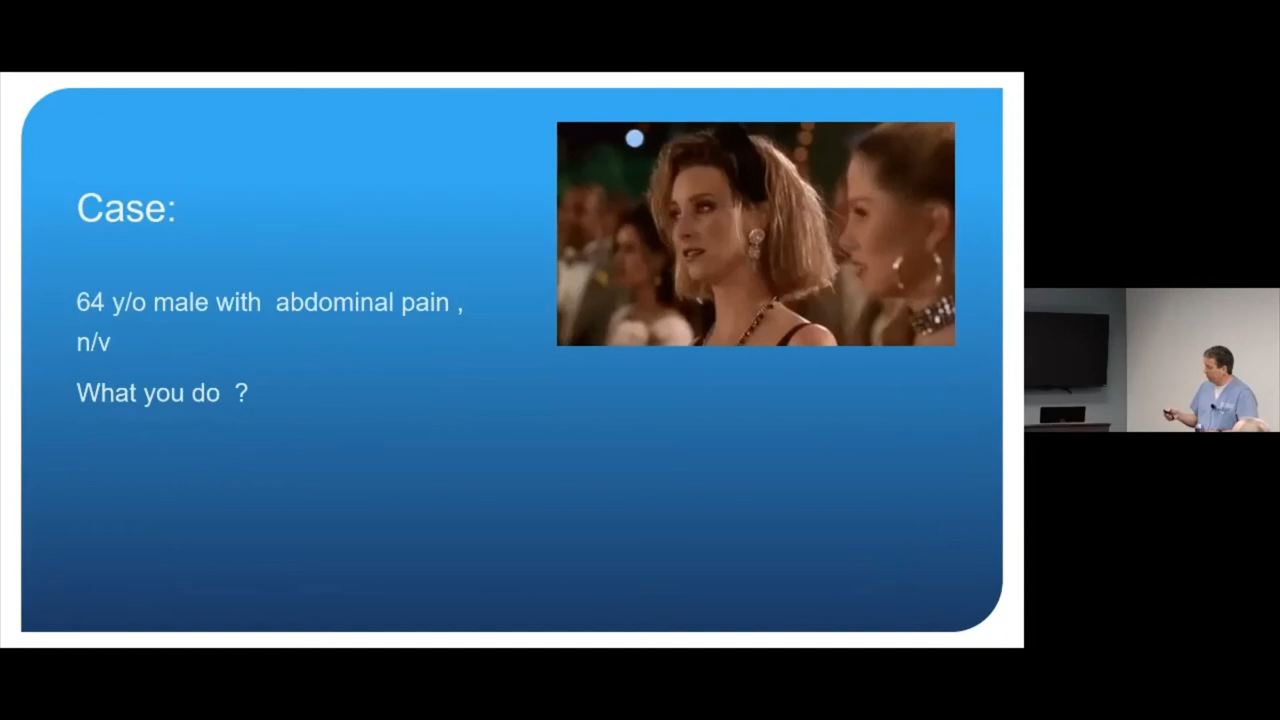 Case:
64 y/o male with  abdominal pain ,
n/v
What you do  ?